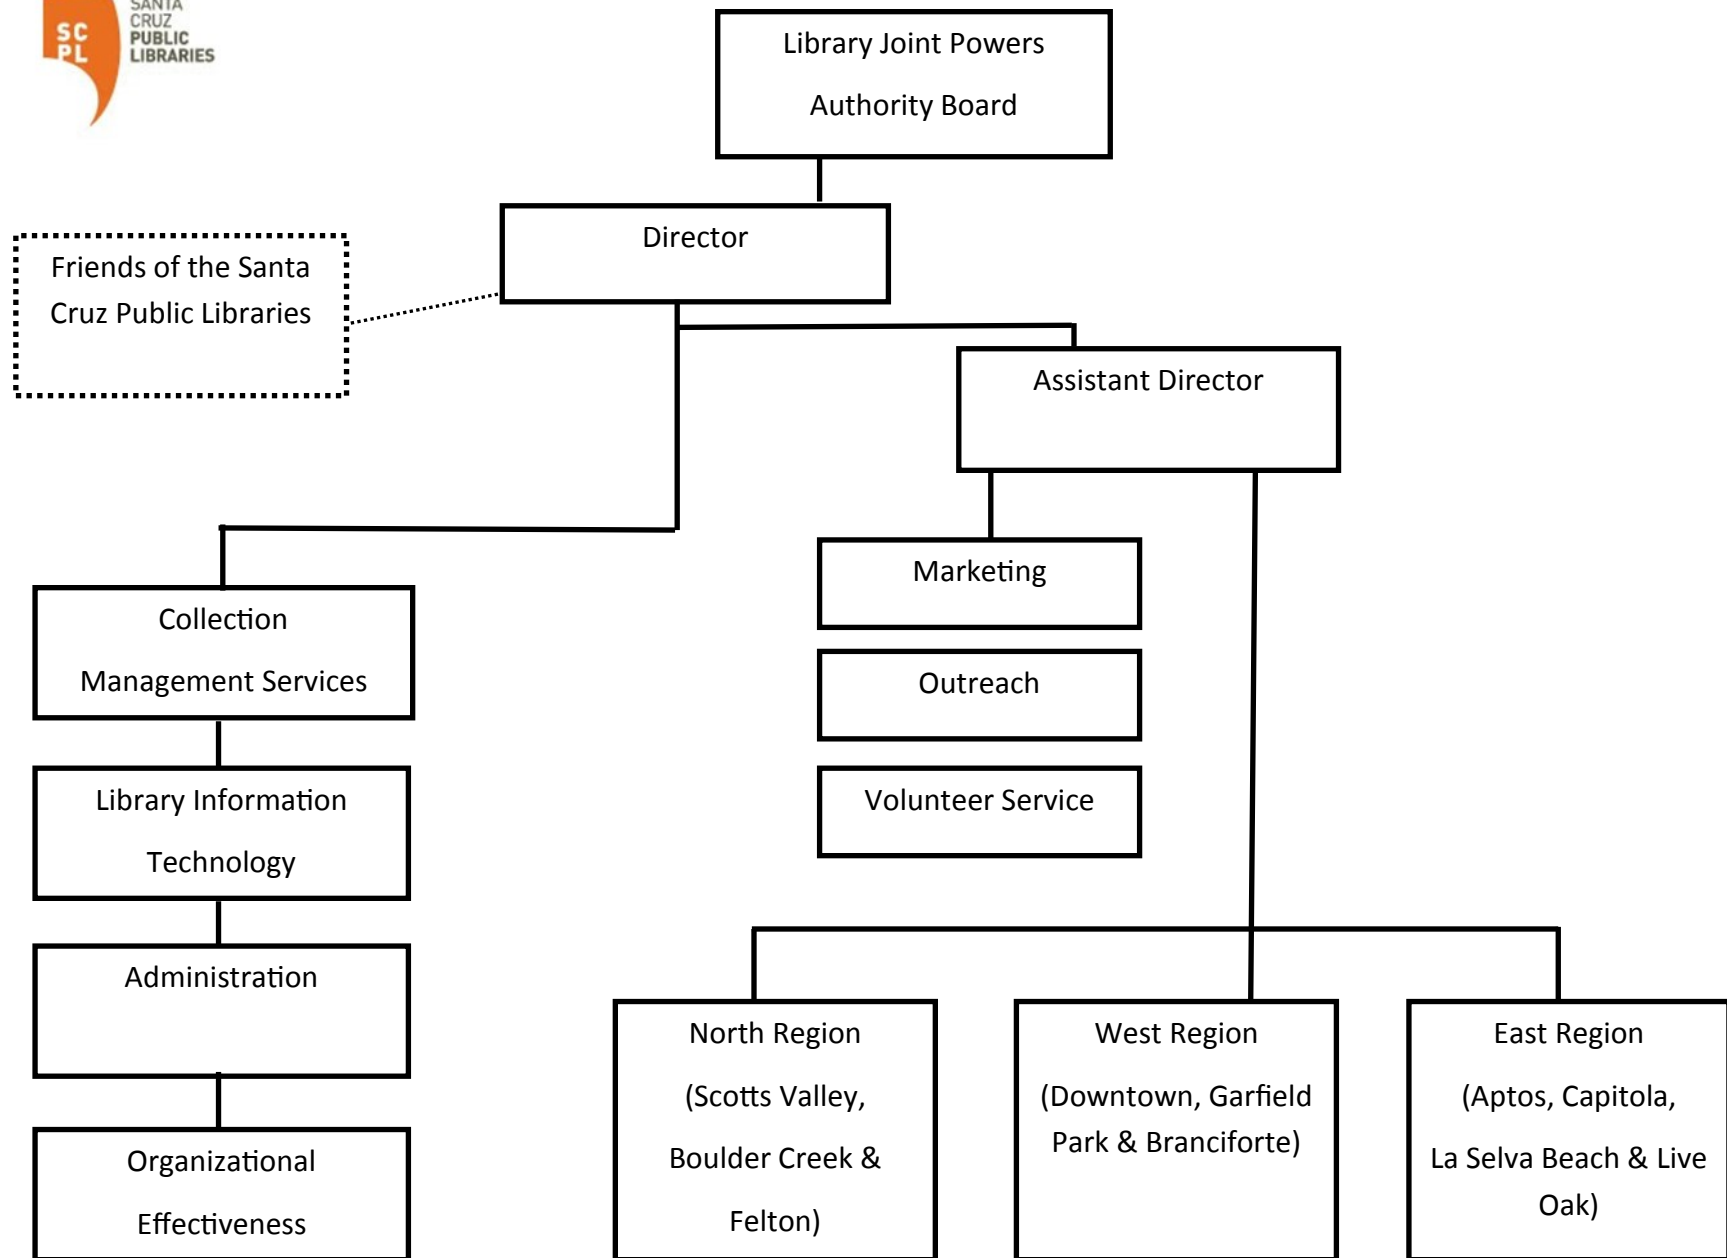 SANTA
CRUZ
PUBLIC
LIBRARIES
SC
PL
Library Joint Powers
Authority Board
Director
Friends of the Santa
Cruz Public Libraries
Assistant Director
Marketing
Outreach
Volunteer Service
Collection
Management Services
Library Information
Technology
Administration
Organizational
Effectiveness
North Region
(Scotts Valley,
Boulder Creek &
Felton)
West Region
(Downtown, Garfield
Park & Branciforte)
East Region
(Aptos, Capitola,
La Selva Beach & Live
Oak)